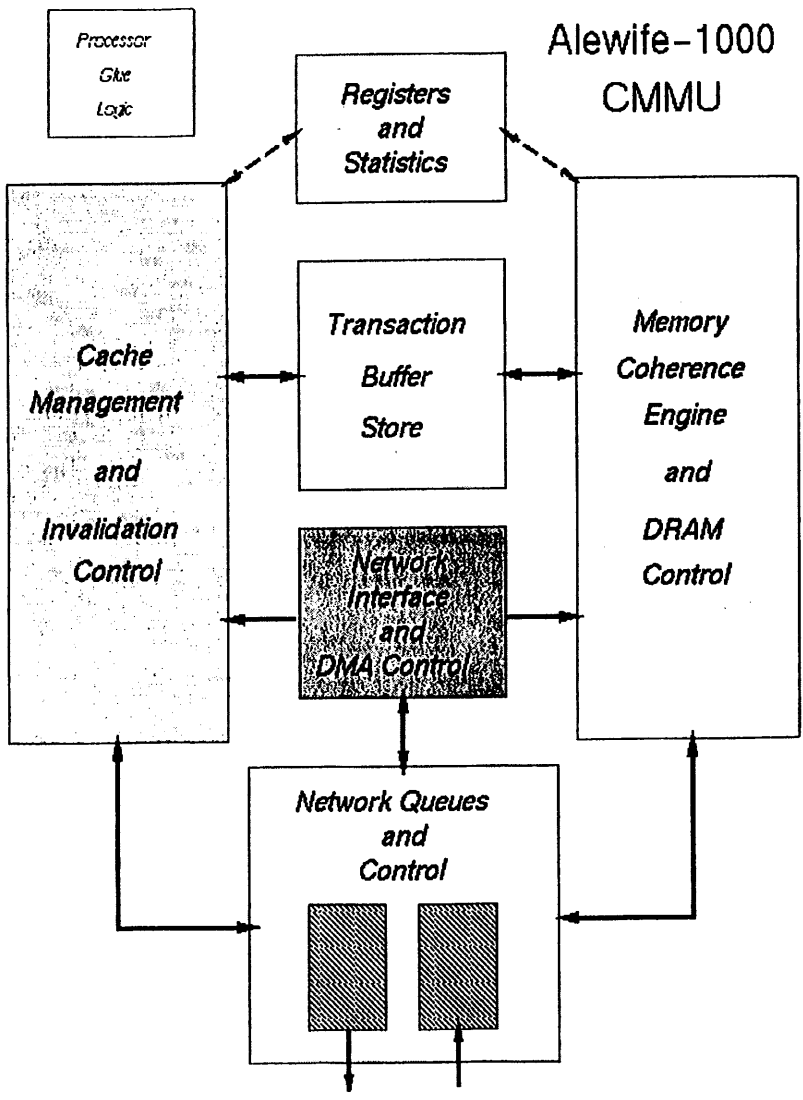 Processor
Glue
Logic
Alewife-1000
CMMU
Registers
and
Statistics
Cache
Management
and
Invalidation
Control
Transaction
Buffer
Store
Memory
Coherence
Engine
and
DRAM
Control
Network
Interface
and
DMA Control
Network Queues
and
Control